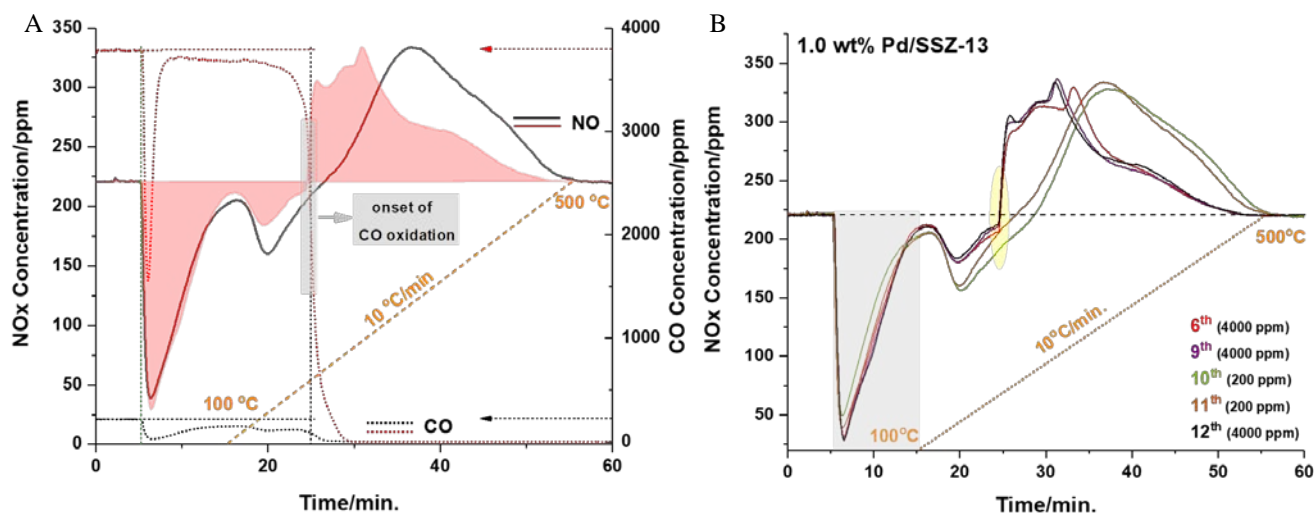 A
NOx Concentration/ppm
350
300
250
200
150
100
50
0
0
20
40
60
Time/min.
4000
3000
2000
1000
0
CO Concentration/ppm
NO
onset of
CO oxidation
500 °C
10 °C/min
100 °C
CO
B
1.0 wt% Pd/SSZ-13
NOx Concentration/ppm
350
300
250
200
150
100
50
0
10
20
30
40
50
60
Time/min.
500°C
10°C/min.
100°C
6th (4000 ppm)
9th (4000 ppm)
10th (200 ppm)
11th (200 ppm)
12th (4000 ppm)